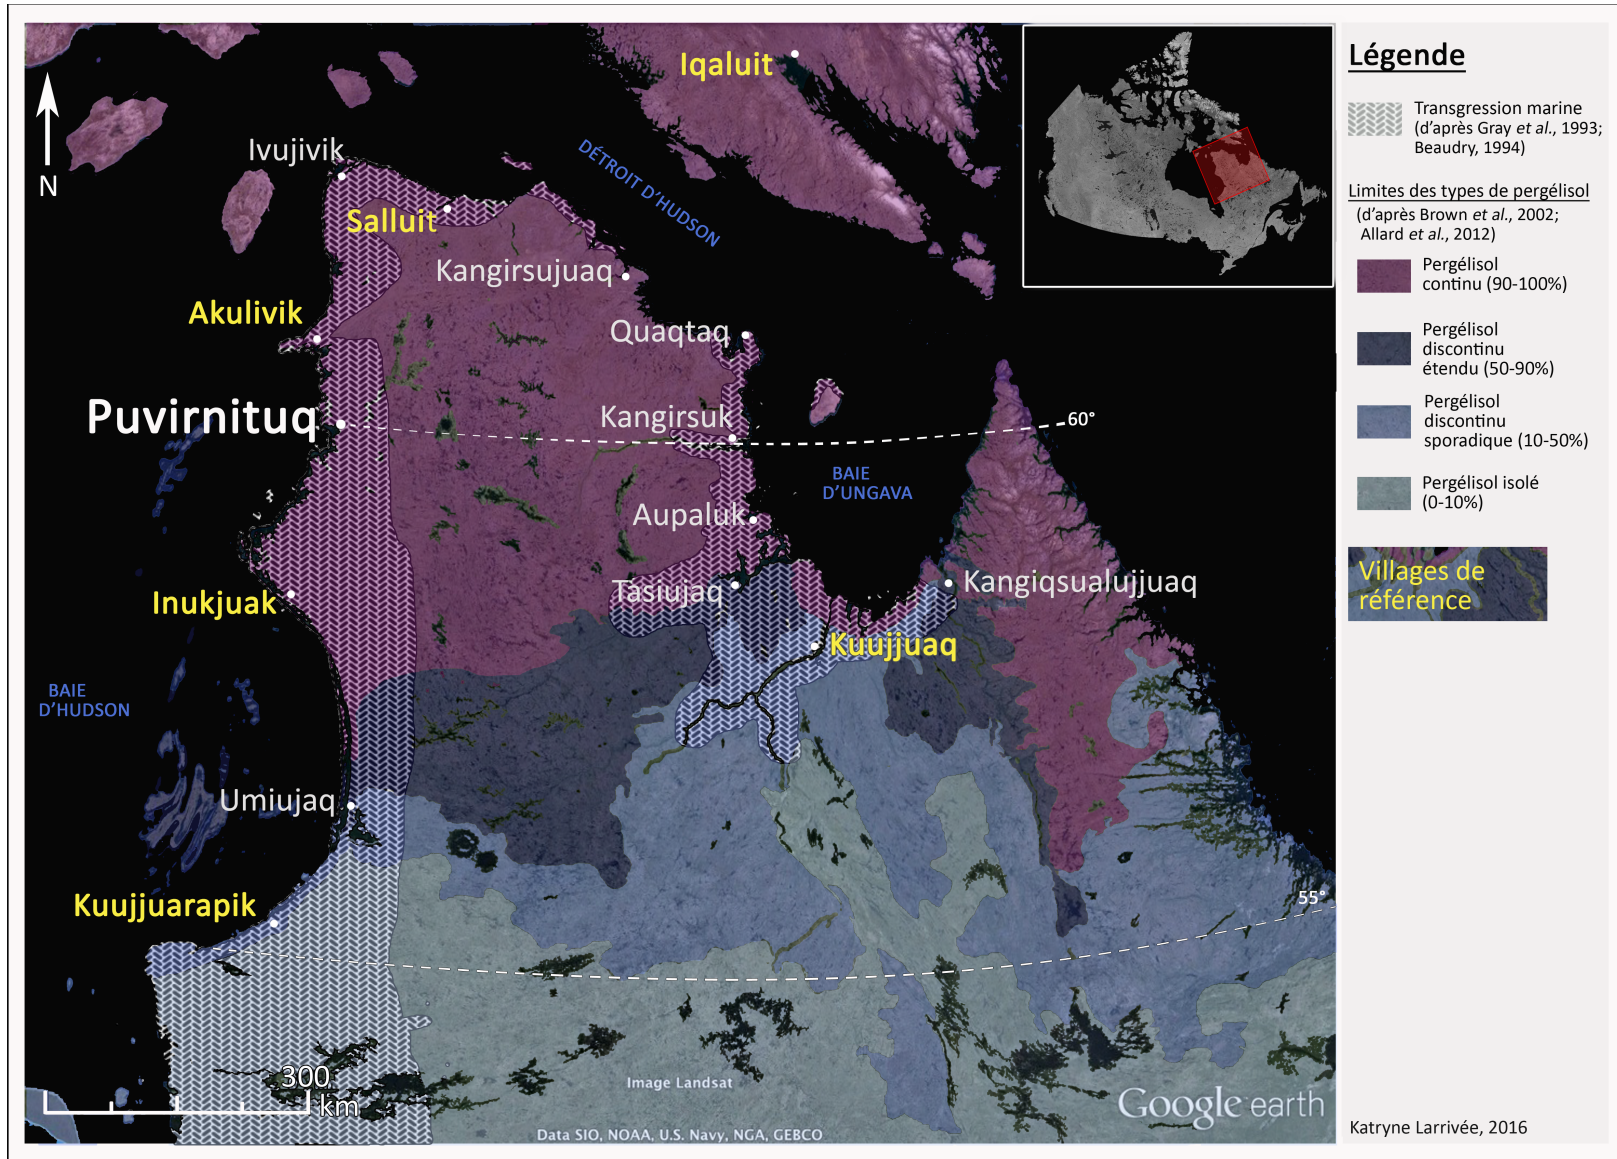 Iqaluit
Ivujivik
N
DÉTROIT D'HUDSON
Salluit
Kangirsujuaq
Akulivik
Quaqtaq
Puvirnituq
Kangirsuk
60°
BAIE
D'UNGAVA
Aupaluk
Tasiujaq
Kangiqsualujjuaq
Inukjuak
Kuujjuaq
BAIE
D'HUDSON
Umiujaq
Kuujjuarapik
55°
300
km
Image Landsat
Google earth
Data SIO, NOAA, U.S. Navy, NGA, GEBCO
Légende
Transgression marine
(d'après Gray et al., 1993;
Beaudry, 1994)
Limites des types de pergélisol
(d'après Brown et al., 2002;
Allard et al., 2012)
Pergélisol
continu (90-100%)
Pergélisol
discontinu
étendu (50-90%)
Pergélisol
discontinu
sporadique (10-50%)
Pergélisol isolé
(0-10%)
Villages de
référence
Katryne Larrivée, 2016